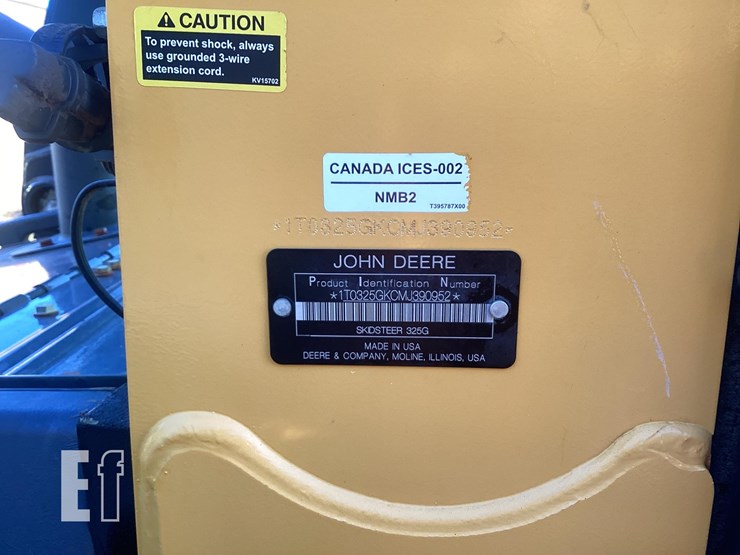 CAUTION
To prevent shock, always
use grounded 3-wire
extension cord.
KV15702
CANADA ICES-002
NMB2
T395787X00
*1T0325GKCMJ390952*
JOHN DEERE
Product Identification Number
*1T0325GKCMJ390952*
SKIDSTEER 325G
MADE IN USA
DEERE & COMPANY, MOLINE, ILLINOIS, USA
Ef